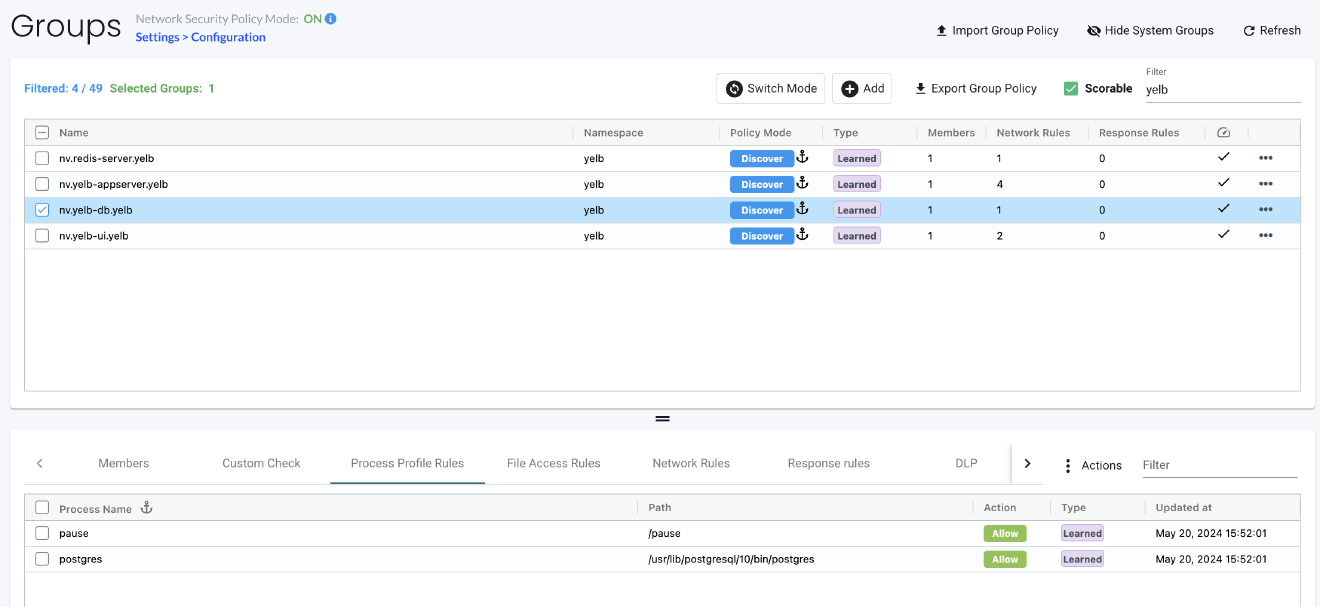 Groups
Network Security Policy Mode: ON
Settings > Configuration
Import Group Policy Hide System Groups Refresh
Filtered: 4 / 49 Selected Groups: 1
Switch Mode Add Export Group Policy Scorable
Filter
yelb
Name Namespace Policy Mode Type Members Network Rules Response Rules
nv.redis-server.yelb yelb Discover Learned 1 1 0
nv.yelb-appserver.yelb yelb Discover Learned 1 4 0
nv.yelb-db.yelb yelb Discover Learned 1 1 0
nv.yelb-ui.yelb yelb Discover Learned 1 2 0
Members Custom Check Process Profile Rules File Access Rules Network Rules Response rules DLP Actions Filter
Process Name Path Action Type Updated at
pause /pause Allow Learned May 20, 2024 15:52:01
postgres /usr/lib/postgresql/10/bin/postgres Allow Learned May 20, 2024 15:52:01